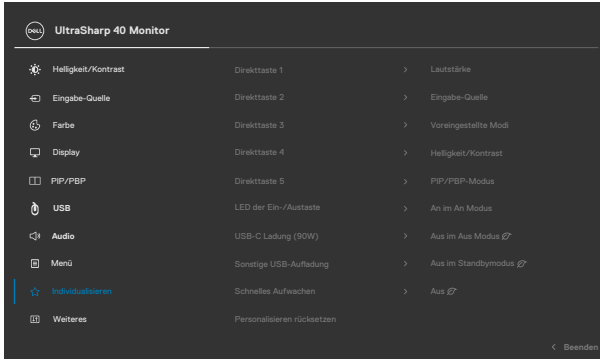 DELL UltraSharp 40 Monitor
Helligkeit/Kontrast Direkttaste 1 > Lautstärke
Eingabe-Quelle Direkttaste 2 > Eingabe-Quelle
Farbe Direkttaste 3 > Voreingestellte Modi
Display Direkttaste 4 > Helligkeit/Kontrast
PIP/PBP Direkttaste 5 > PIP/PBP-Modus
USB LED der Ein-/Austaste > An im An Modus
Audio USB-C Ladung (90W) > Aus im Aus Modus
Menü Sonstige USB-Aufladung > Aus im Standbymodus
Individualisieren Schnelles Aufwachen > Aus
Weiteres Personalisieren rücksetzen
< Beenden